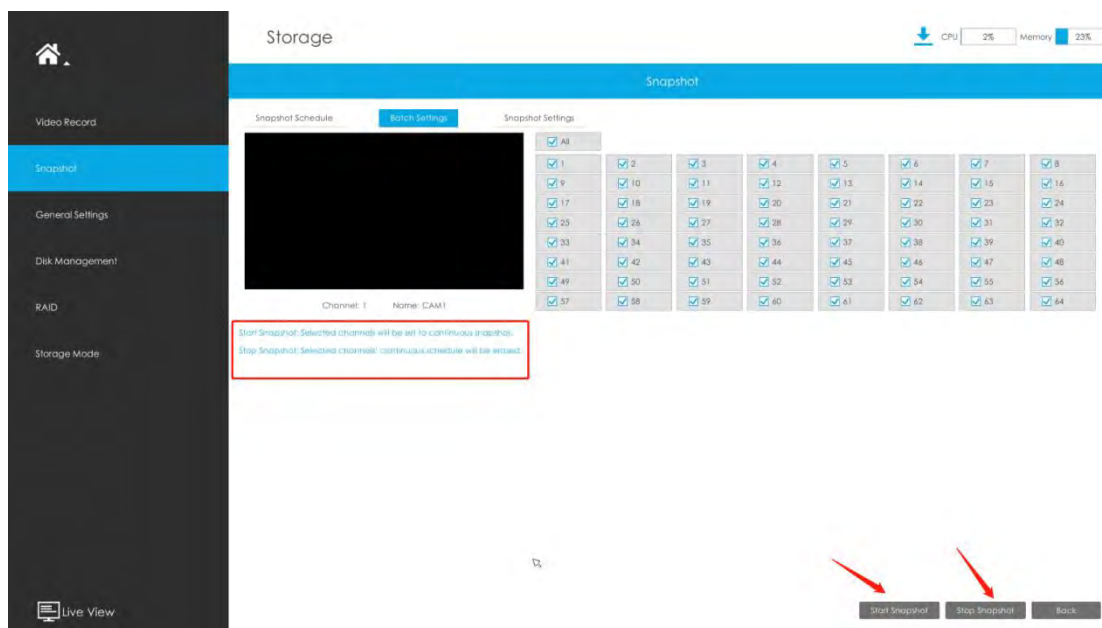 Storage
CPU 2% Memory 23%
Snapshot
Video Record
Snapshot
General Settings
Disk Management
RAID
Storage Mode
Live View
Snapshot Schedule Batch Settings Snapshot Settings
All
1 2 3 4 5 6 7 8
9 10 11 12 13 14 15 16
17 18 19 20 21 22 23 24
25 26 27 28 29 30 31 32
33 34 35 36 37 38 39 40
41 42 43 44 45 46 47 48
49 50 51 52 53 54 55 56
57 58 59 60 61 62 63 64
Channel: 1 Name: CAM1
Start Snapshot: Selected channels will be set to continuous snapshot.
Stop Snapshot: Selected channels' continuous schedule will be erased.
Start Snapshot Stop Snapshot Back